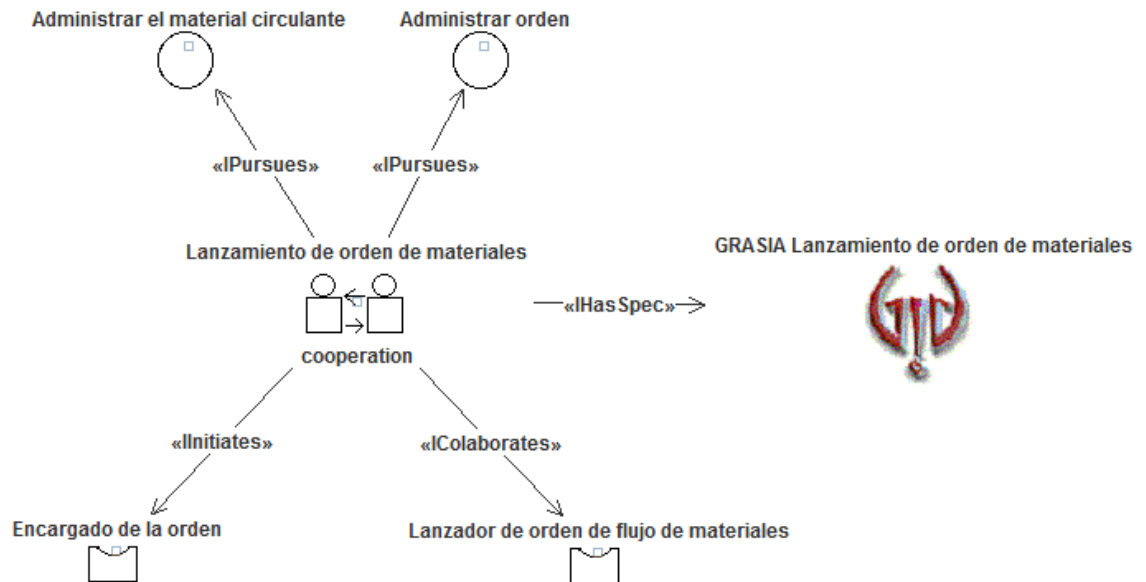 Administrar el material circulante
Administrar orden
«IPursues»
«IPursues»
Lanzamiento de orden de materiales
GRASIA Lanzamiento de orden de materiales
«IHasSpec»
cooperation
«IInitiates»
«IColaborates»
Encargado de la orden
Lanzador de orden de flujo de materiales